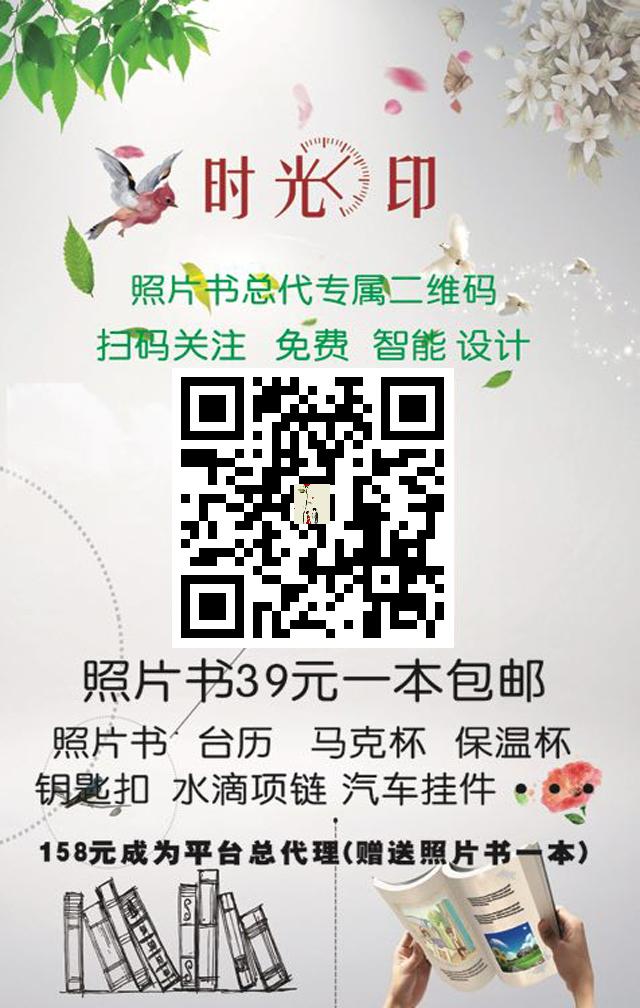 时光印
照片书总代专属二维码
扫码关注 免费 智能 设计
照片书39元一本包邮
照片书 台历 马克杯 保温杯
钥匙扣 水滴项链 汽车挂件
158元成为平台总代理(赠送照片书一本)